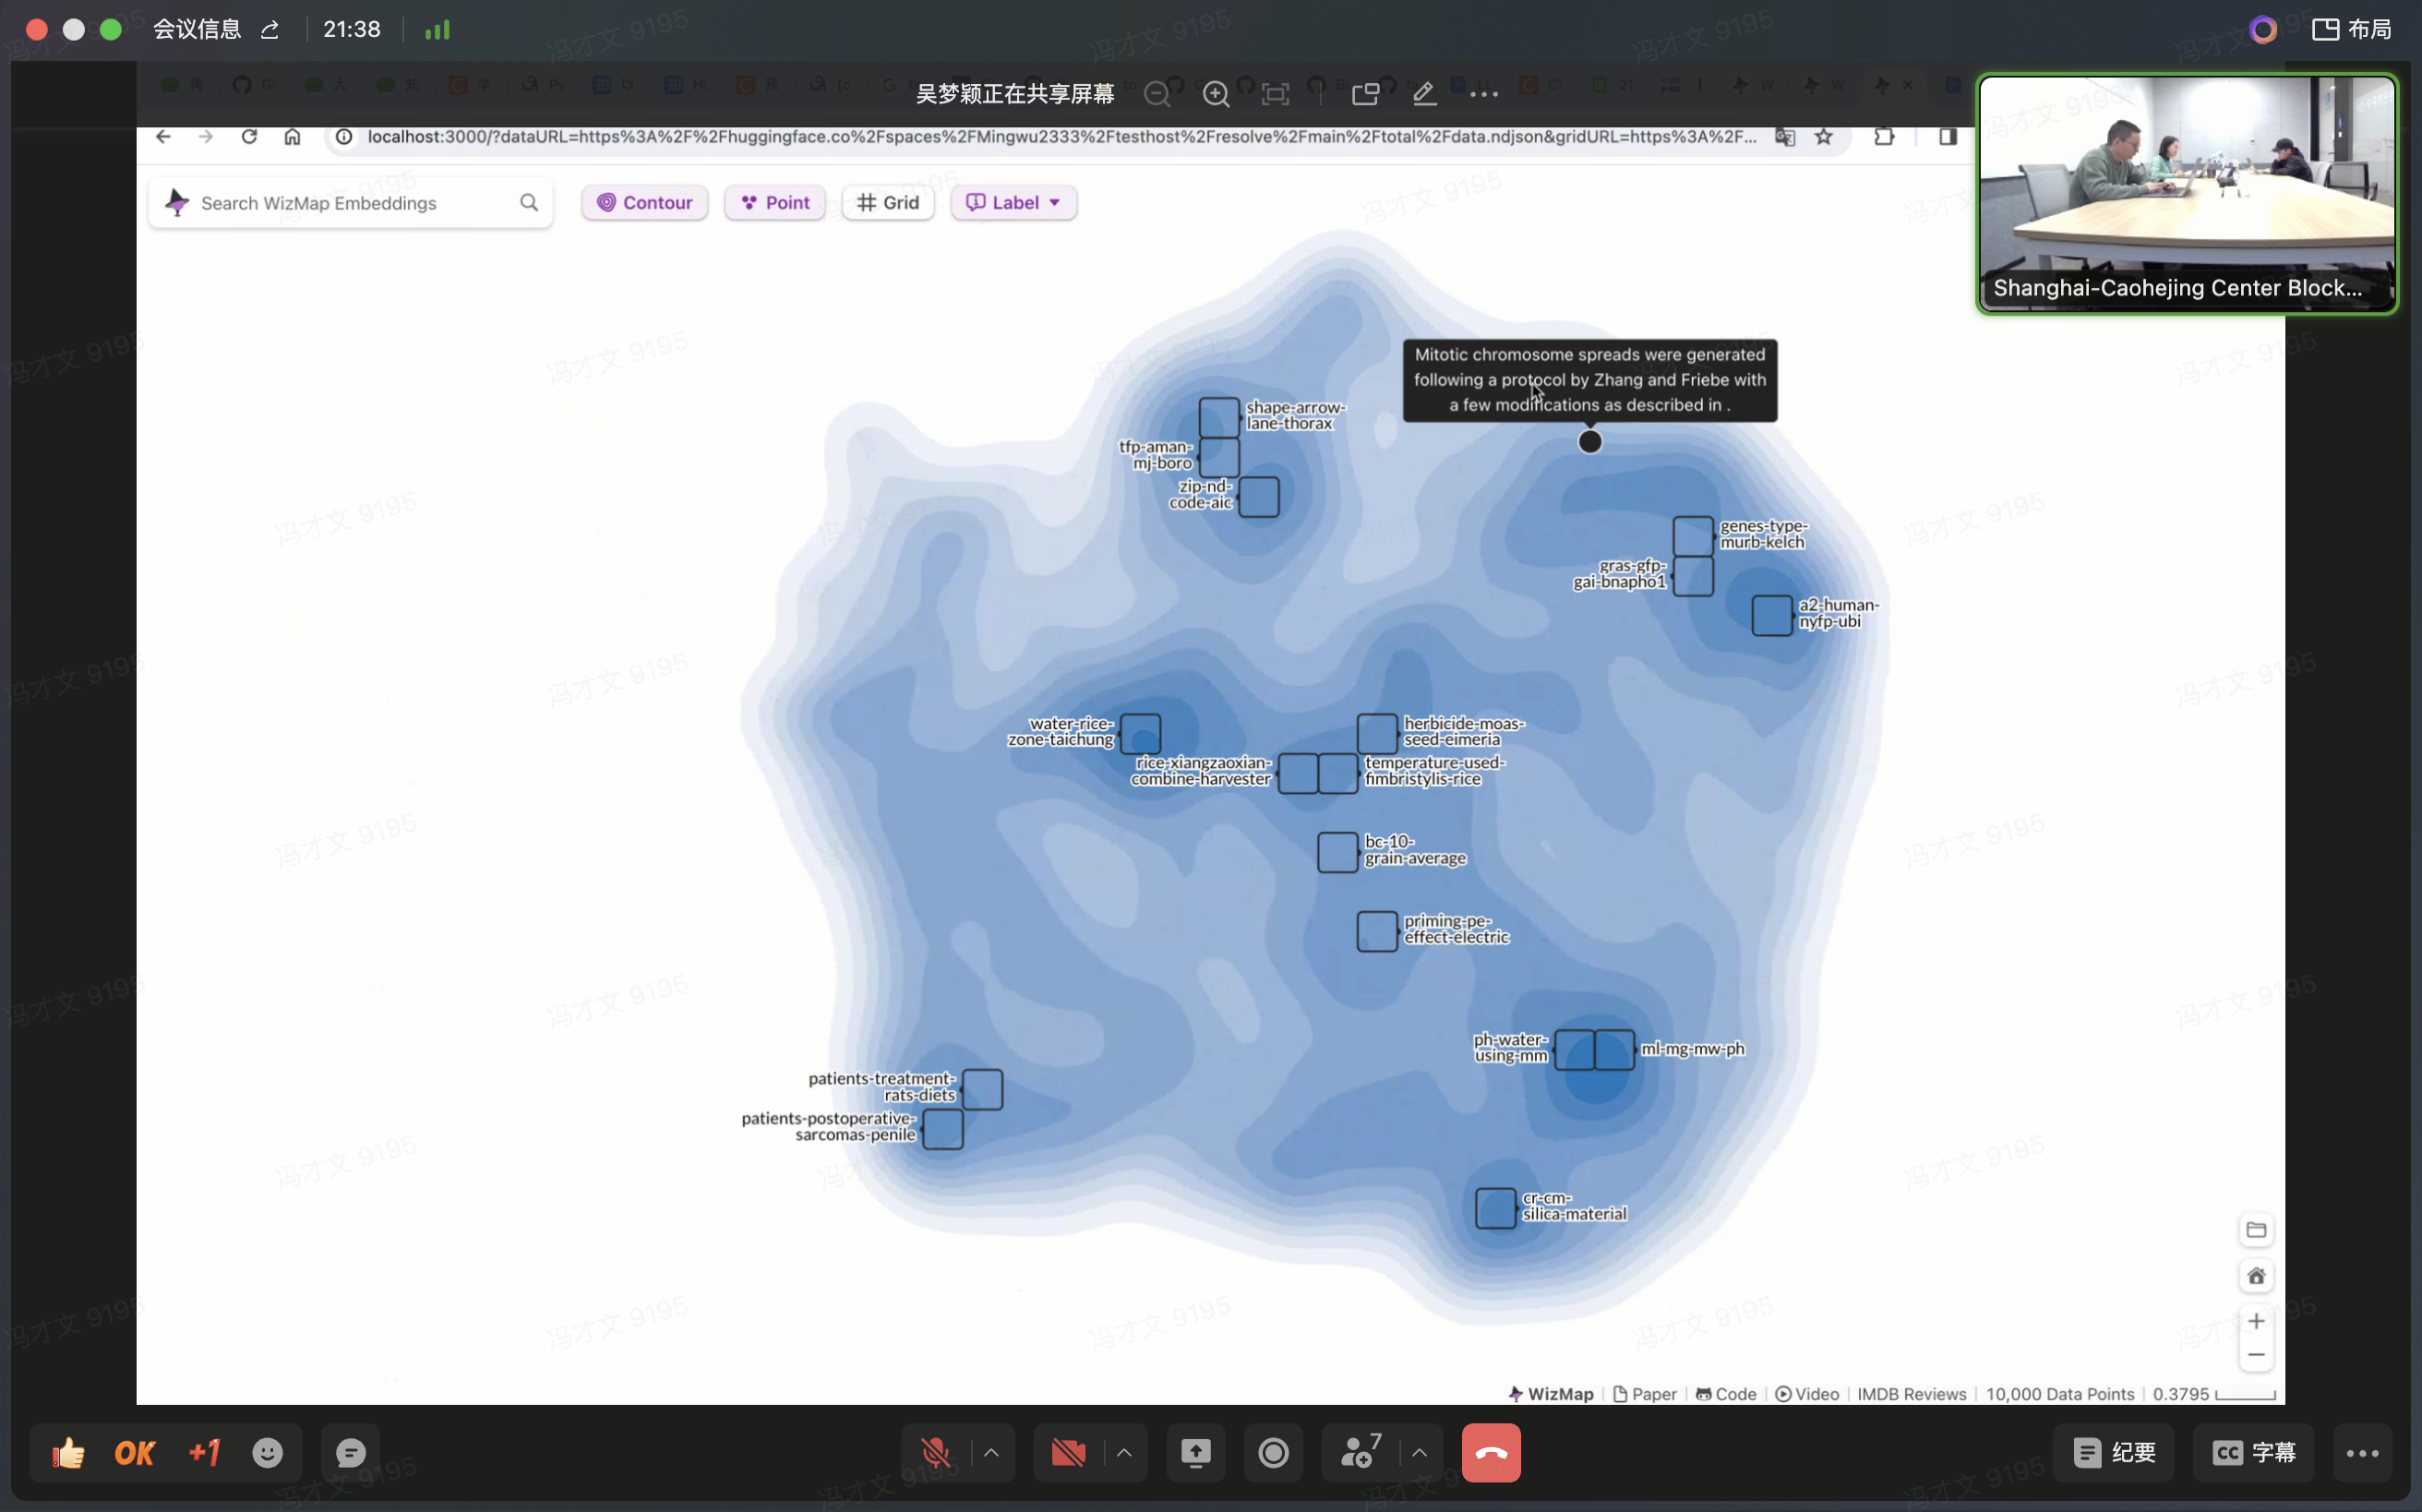 会议信息
21:38
布局
吴梦颖正在共享屏幕
localhost:3000/?dataURL=https%3A%2F%2Fhuggingface.co%2Fspaces%2FMingwu2333%2Ftesthost%2Fresolve%2Fmain%2Ftotal%2Fdata.ndjson&gridURL=https%3A%2F...
Search WizMap Embeddings
Contour
Point
Grid
Label
Shanghai-Caohejing Center Block...
Mitotic chromosome spreads were generated
following a protocol by Zhang and Friebe with
a few modifications as described in .
shape-arrow-
lane-thorax
tfp-aman-
mj-boro
zip-nd-
code-aic
genes-type-
murb-kelch
gras-gfp-
gai-bnapho1
a2-human-
nyfp-ubi
water-rice-
zone-taichung
herbicide-moas-
seed-eimeria
rice-xiangzaoxian-
combine-harvester
temperature-used-
fimbristylis-rice
bc-10-
grain-average
priming-pe-
effect-electric
ph-water-
using-mm
ml-mg-mw-ph
patients-treatment-
rats-diets
patients-postoperative-
sarcomas-penile
cr-cm-
silica-material
WizMap
Paper
Code
Video
IMDB Reviews
10,000 Data Points
0.3795
OK
+1
7
纪要
CC 字幕
冯才文 9195